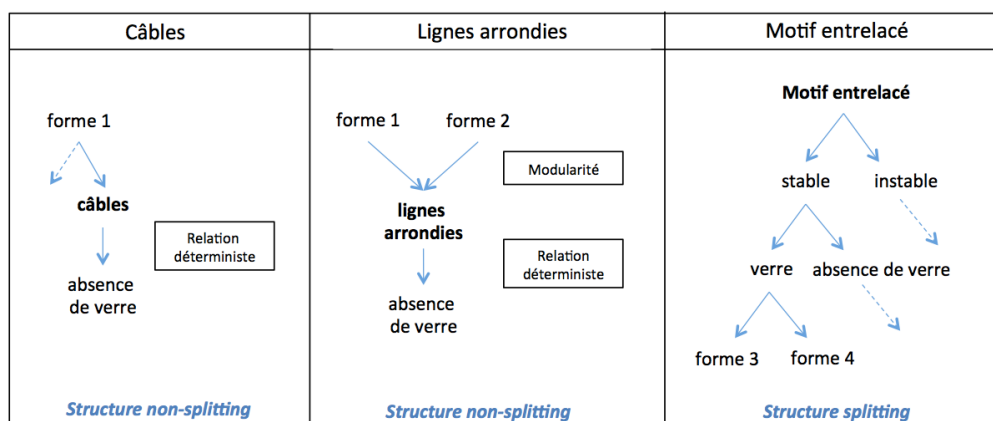 Câbles
forme 1
câbles
Relation
déterministe
absence
de verre
Structure non-splitting
Lignes arrondies
forme 1 forme 2
Modularité
lignes
arrondies
Relation
déterministe
absence
de verre
Structure non-splitting
Motif entrelacé
Motif entrelacé
stable instable
verre absence de verre
forme 3 forme 4
Structure splitting